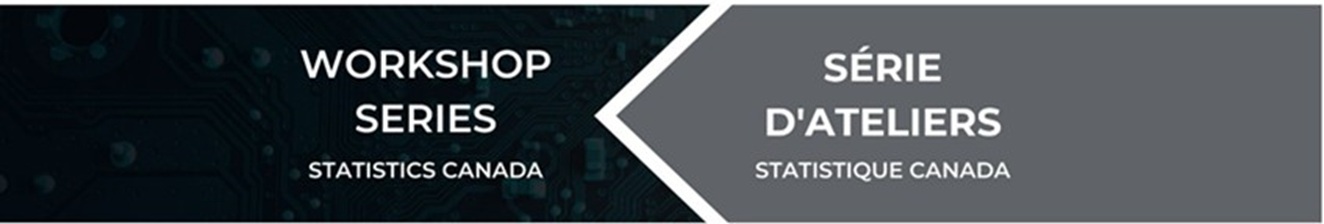 WORKSHOP
SERIES
STATISTICS CANADA
SÉRIE
D'ATELIERS
STATISTIQUE CANADA